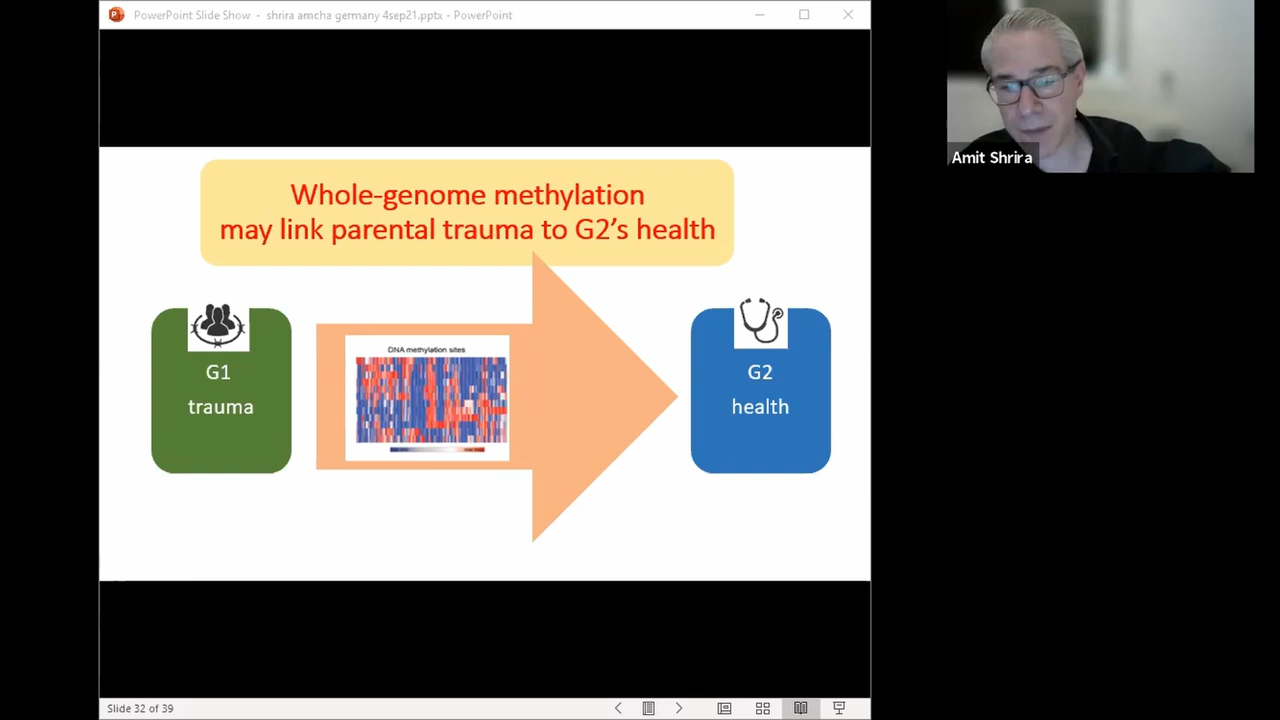 PowerPoint Slide Show - shrira amcha germany 4sep21.pptx - PowerPoint
Amit Shrira
Whole-genome methylation
may link parental trauma to G2's health
DNA methylation sites
G1
trauma
G2
health
Slide 32 of 39